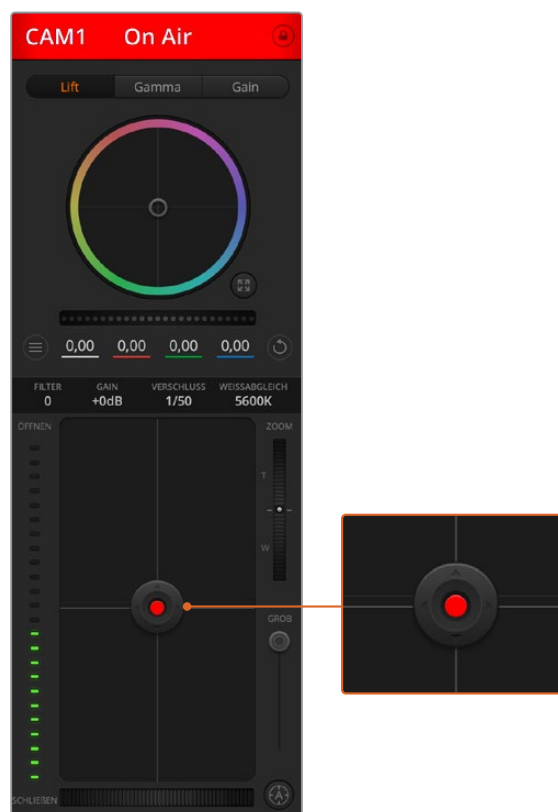 CAM1 On Air
Lift Gamma Gain
0,00 0,00 0,00 0,00
FILTER GAIN VERSCHLUSS WEISSABGLEICH
0 +0dB 1/50 5600K
ÖFFNEN ZOOM
T
W
GROB
SCHLIEẞEN A